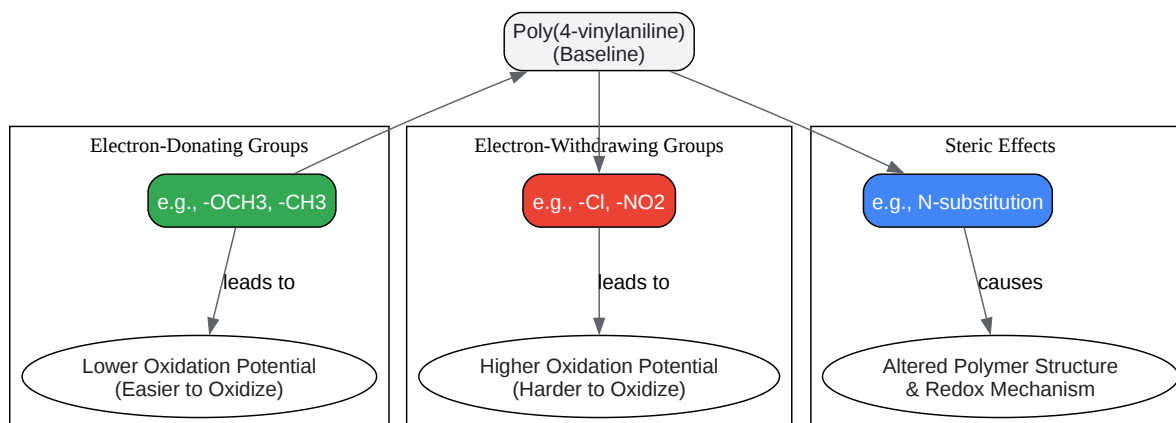 Poly(4-vinylaniline)
(Baseline)
Electron-Donating Groups
Electron-Withdrawing Groups
Steric Effects
e.g., -OCH3, -CH3
e.g., -Cl, -NO2
e.g., N-substitution
leads to
leads to
causes
Lower Oxidation Potential
(Easier to Oxidize)
Higher Oxidation Potential
(Harder to Oxidize)
Altered Polymer Structure
& Redox Mechanism